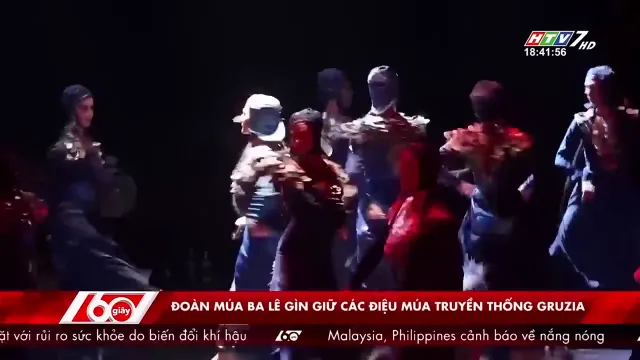 HTV7 HD
18:41:56
60 giây
ĐOÀN MÚA BA LÊ GÌN GIỮ CÁC ĐIỆU MÚA TRUYỀN THỐNG GRUZIA
ặt với rủi ro sức khỏe do biến đổi khí hậu 60 Malaysia, Philippines cảnh báo về nắng nóng